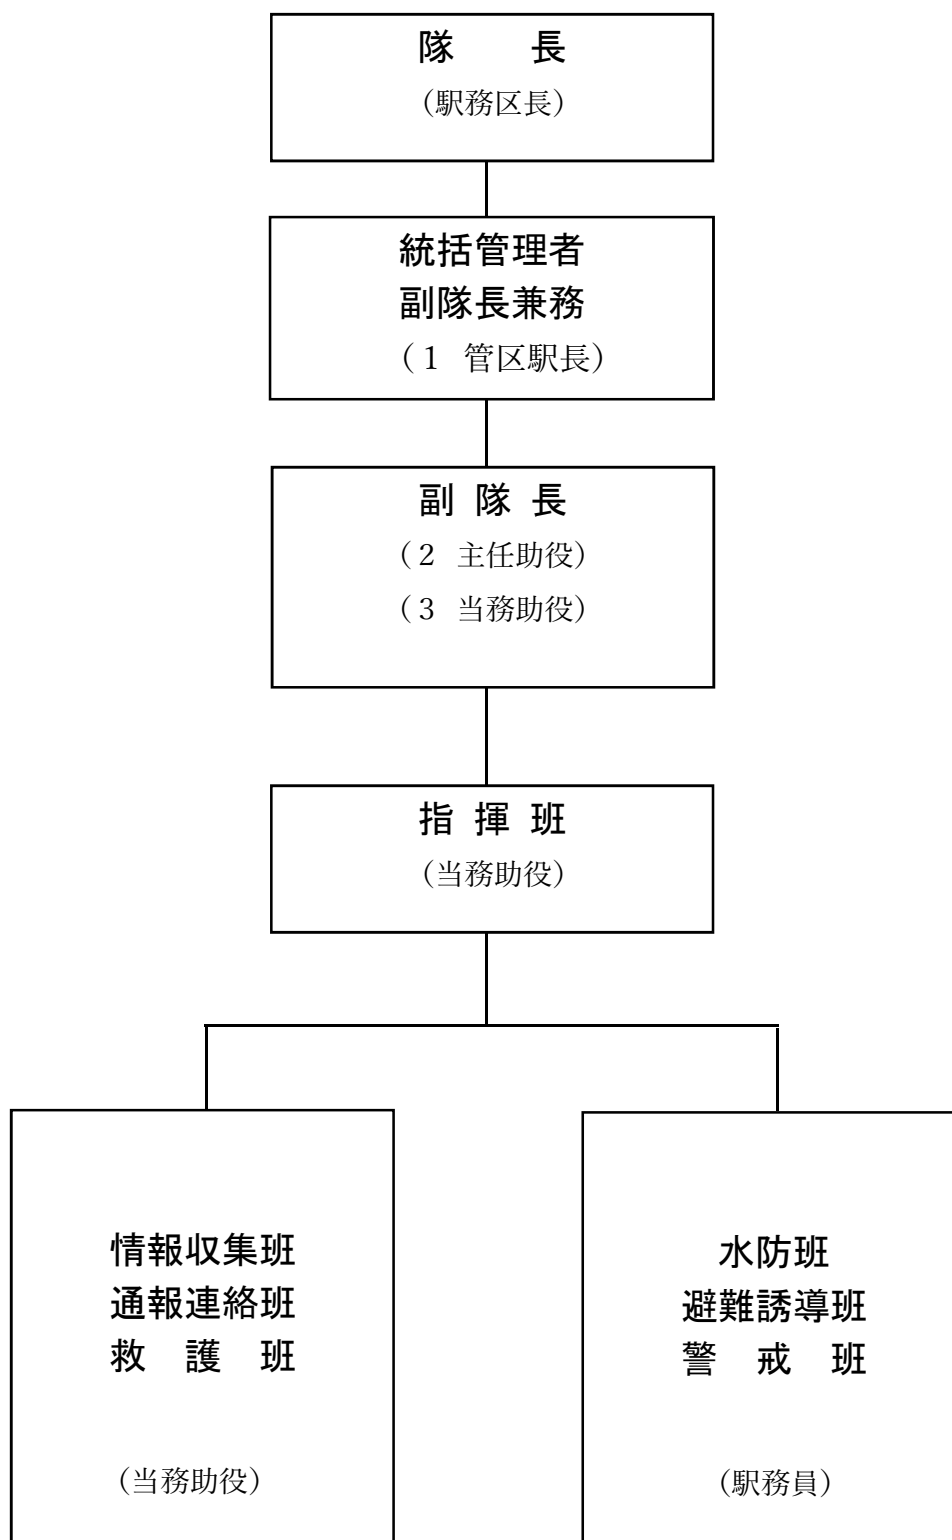 隊　　長
（駅務区長）
統括管理者
副隊長兼務
（１　管区駅長）
副 隊 長
（２　主任助役）
（３　当務助役）
指 揮 班
（当務助役）
情報収集班
通報連絡班
救　護　班
（当務助役）
水防班
避難誘導班
警　戒　班
（駅務員）